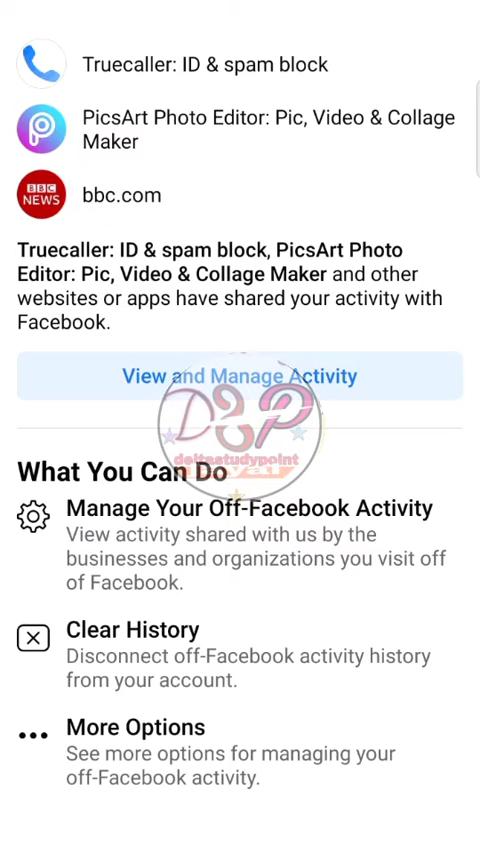 Truecaller: ID & spam block
PicsArt Photo Editor: Pic, Video & Collage
Maker
BBC
NEWS
bbc.com
Truecaller: ID & spam block, PicsArt Photo
Editor: Pic, Video & Collage Maker and other
websites or apps have shared your activity with
Facebook.
View and Manage Activity
DSP
deltastudypoint
What You Can Do
Manage Your Off-Facebook Activity
View activity shared with us by the
businesses and organizations you visit off
of Facebook.
Clear History
Disconnect off-Facebook activity history
from your account.
More Options
See more options for managing your
off-Facebook activity.